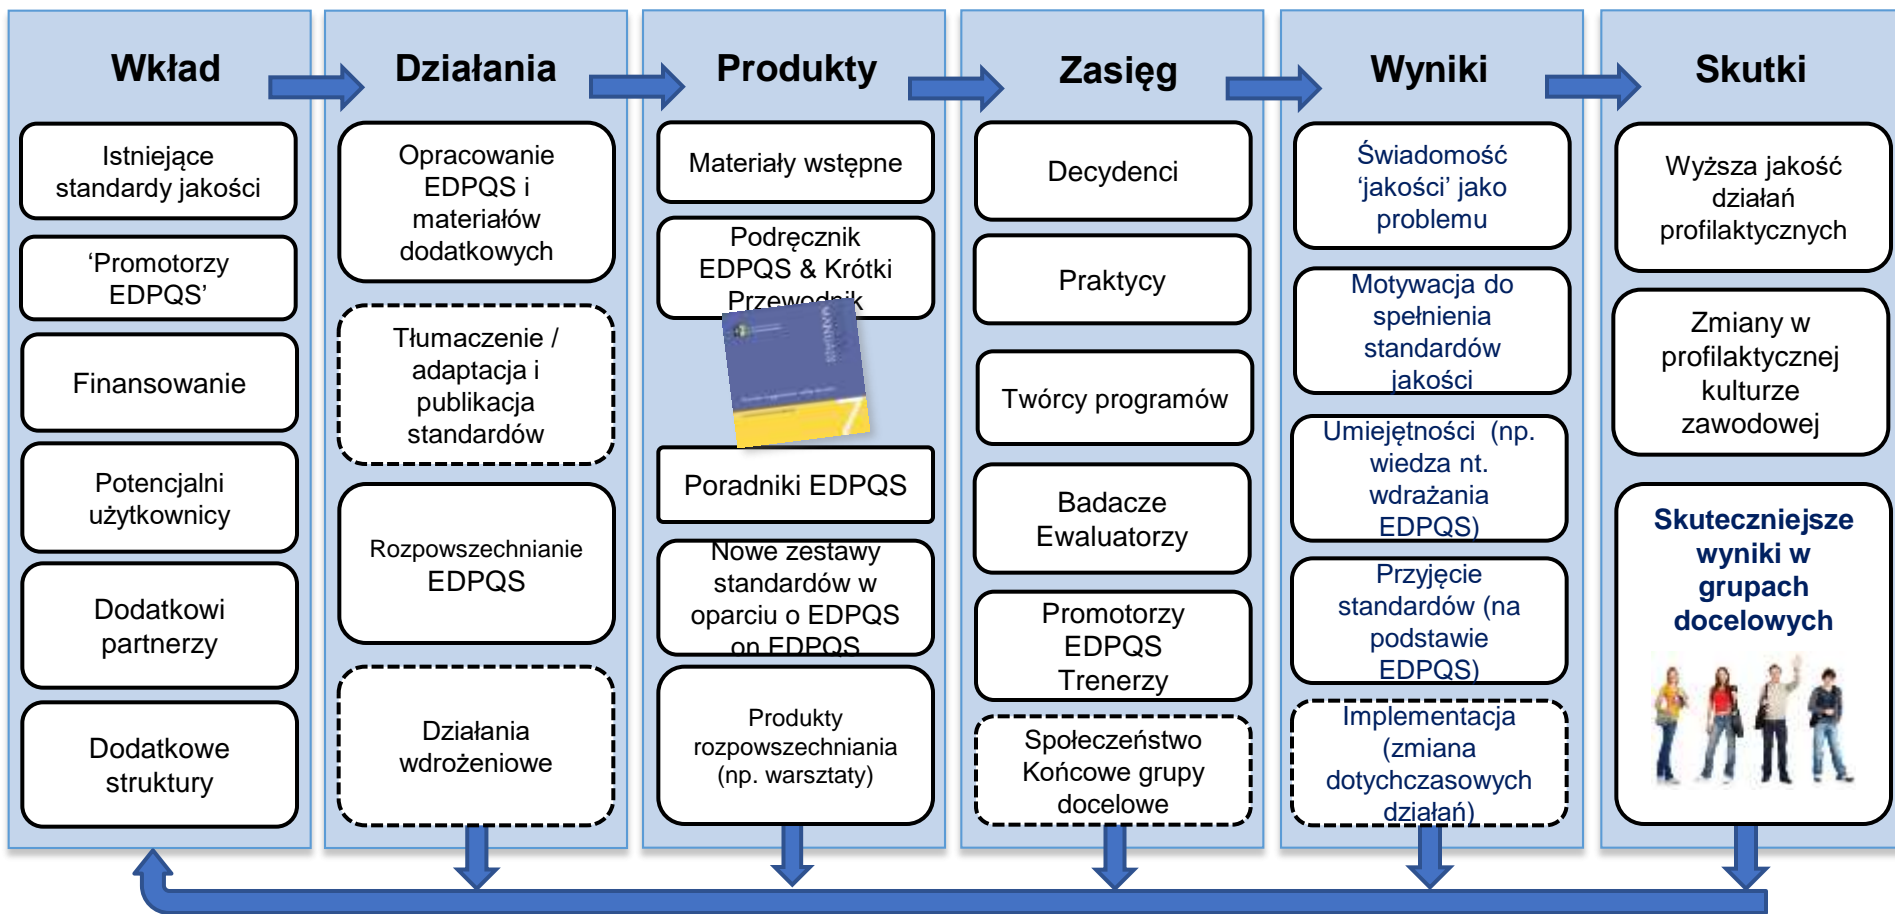 Wkład
Istniejące
standardy jakości
‘Promotorzy
EDPQS’
Finansowanie
Potencjalni
użytkownicy
Dodatkowi
partnerzy
Dodatkowe
struktury
Działania
Opracowanie
EDPQS i
materiałów
dodatkowych
Tłumaczenie /
adaptacja i
publikacja
standardów
Rozpowszechnianie
EDPQS
Działania
wdrożeniowe
Produkty
Materiały wstępne
Podręcznik
EDPQS & Krótki
Przewodnik
MANUALS
7
Poradniki EDPQS
Nowe zestawy
standardów w
oparciu o EDPQS
on EDPQS
Produkty
rozpowszechniania
(np. warsztaty)
Zasięg
Decydenci
Praktycy
Twórcy programów
Badacze
Ewaluatorzy
Promotorzy
EDPQS
Trenerzy
Społeczeństwo
Końcowe grupy
docelowe
Wyniki
Świadomość
‘jakości’ jako
problemu
Motywacja do
spełnienia
standardów
jakości
Umiejętności (np.
wiedza nt.
wdrażania
EDPQS)
Przyjęcie
standardów (na
podstawie
EDPQS)
Implementacja
(zmiana
dotychczasowych
działań)
Skutki
Wyższa jakość
działań
profilaktycznych
Zmiany w
profilaktycznej
kulturze
zawodowej
Skuteczniejsze
wyniki w
grupach
docelowych